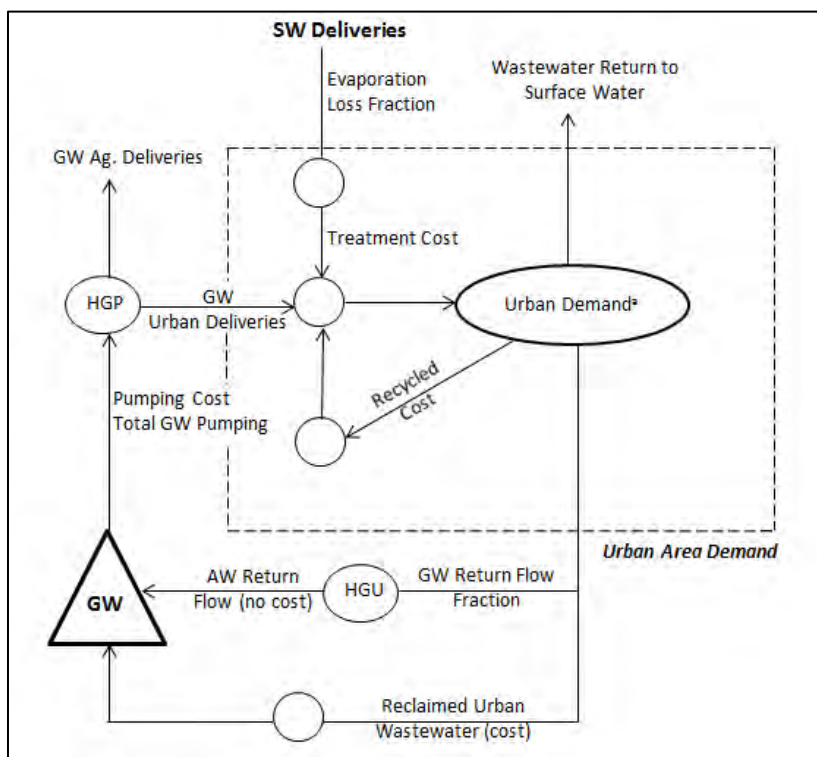 SW Deliveries
Evaporation
Loss Fraction
Wastewater Return to
Surface Water
GW Ag. Deliveries
Treatment Cost
HGP
GW
Urban Deliveries
Urban Demandᵃ
Recycled
Cost
Pumping Cost
Total GW Pumping
Urban Area Demand
GW
AW Return
Flow (no cost)
HGU
GW Return Flow
Fraction
Reclaimed Urban
Wastewater (cost)